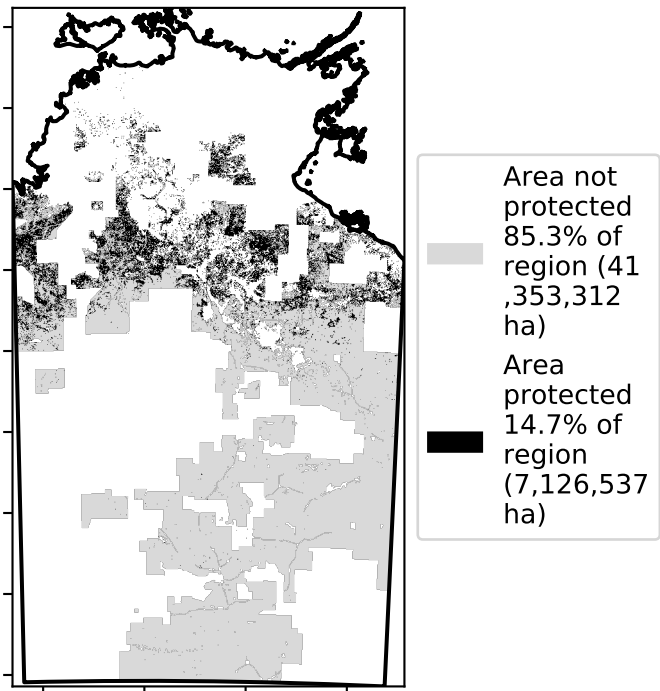 Area not
protected
85.3% of
region (41
,353,312
ha)
Area
protected
14.7% of
region
(7,126,537
ha)